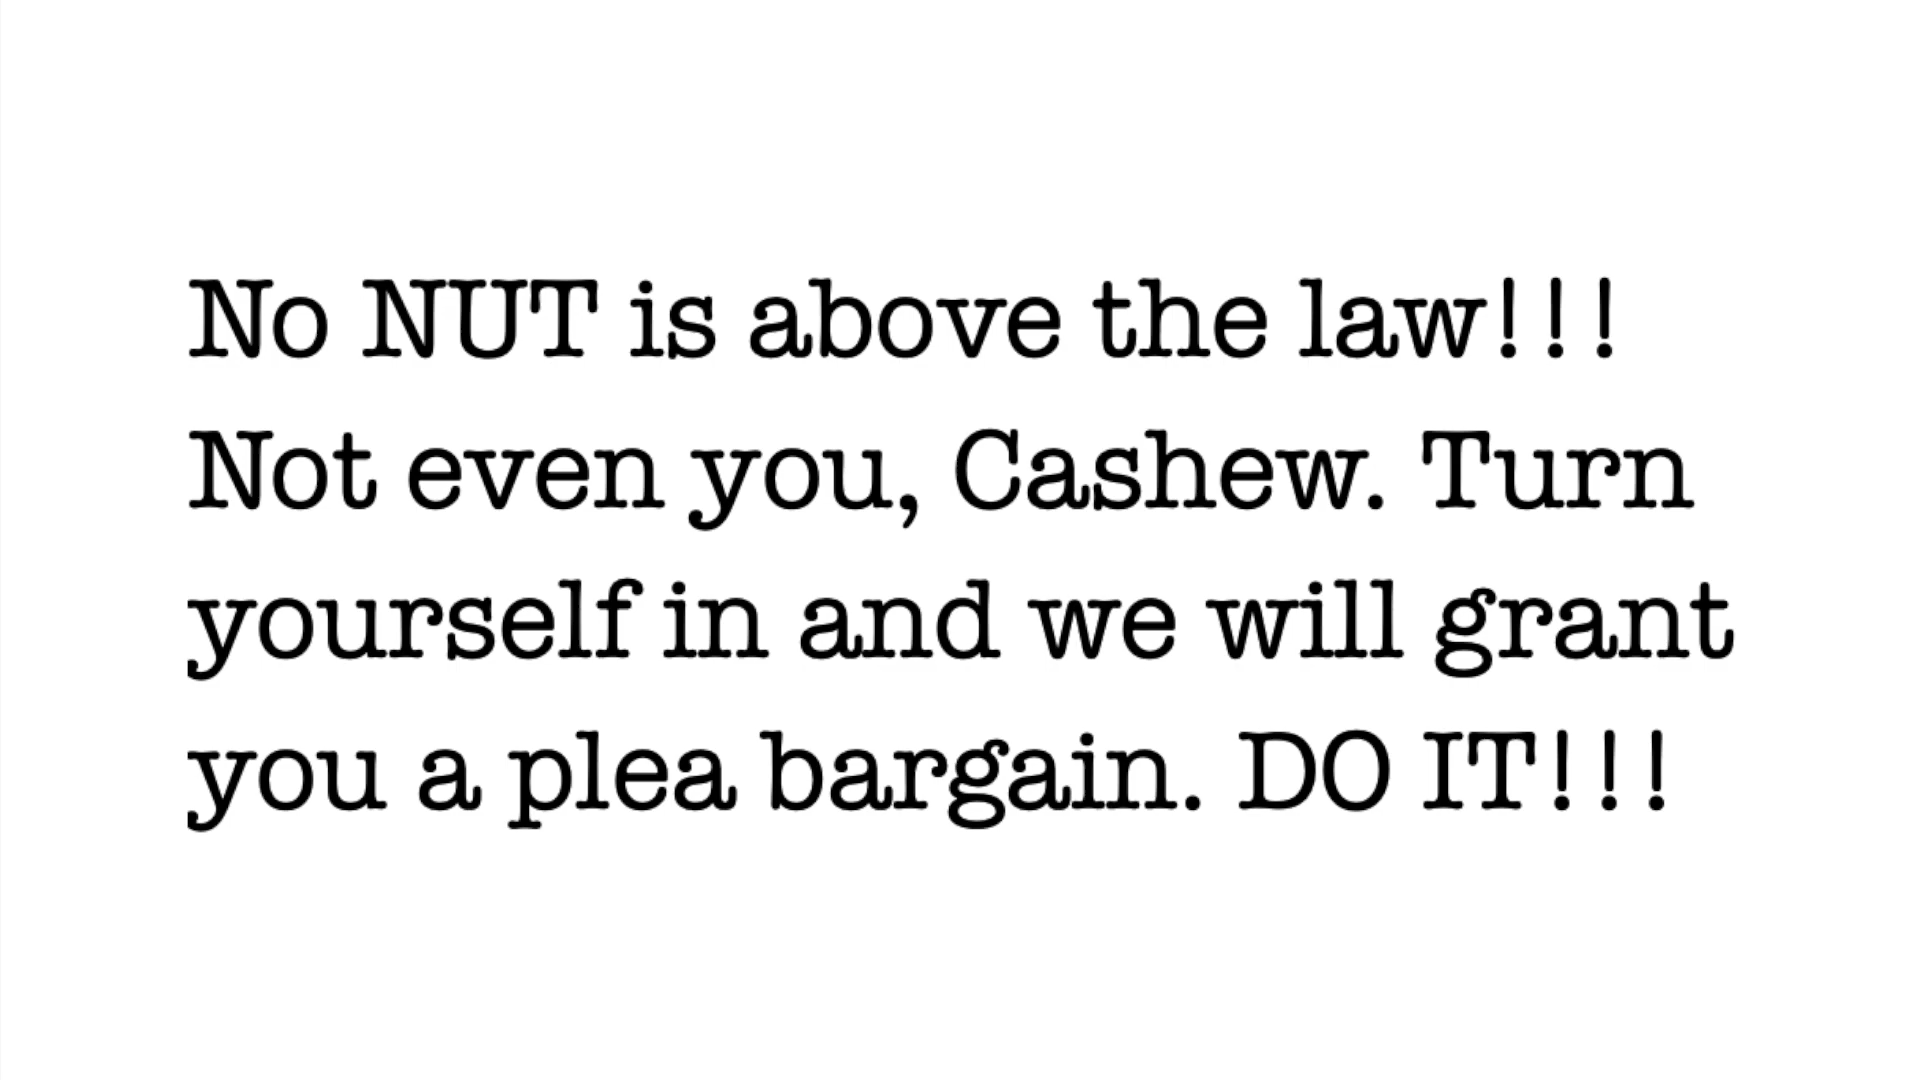 No NUT is above the law!!!
Not even you, Cashew. Turn
yourself in and we will grant
you a plea bargain. DO IT!!!